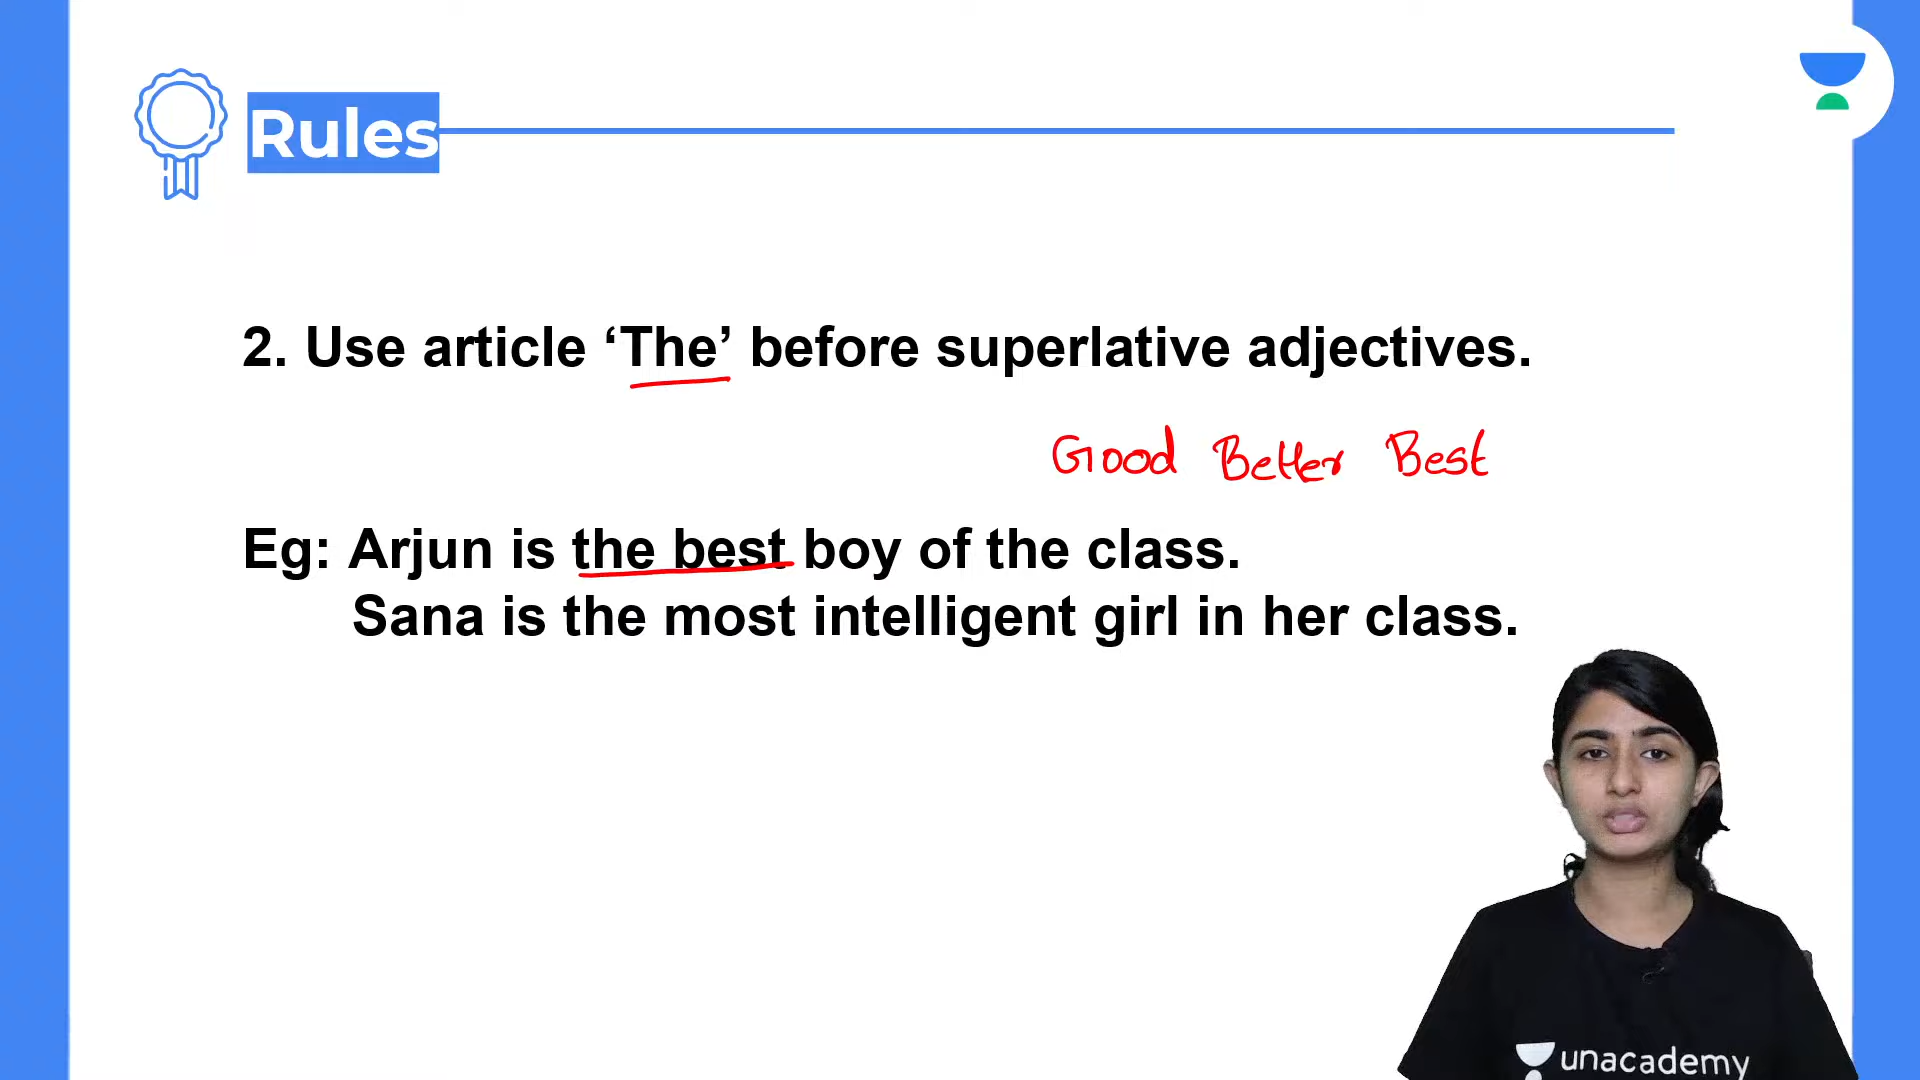 Rules
2. Use article ‘The’ before superlative adjectives.
Good Better Best
Eg: Arjun is the best boy of the class.
Sana is the most intelligent girl in her class.
unacademy